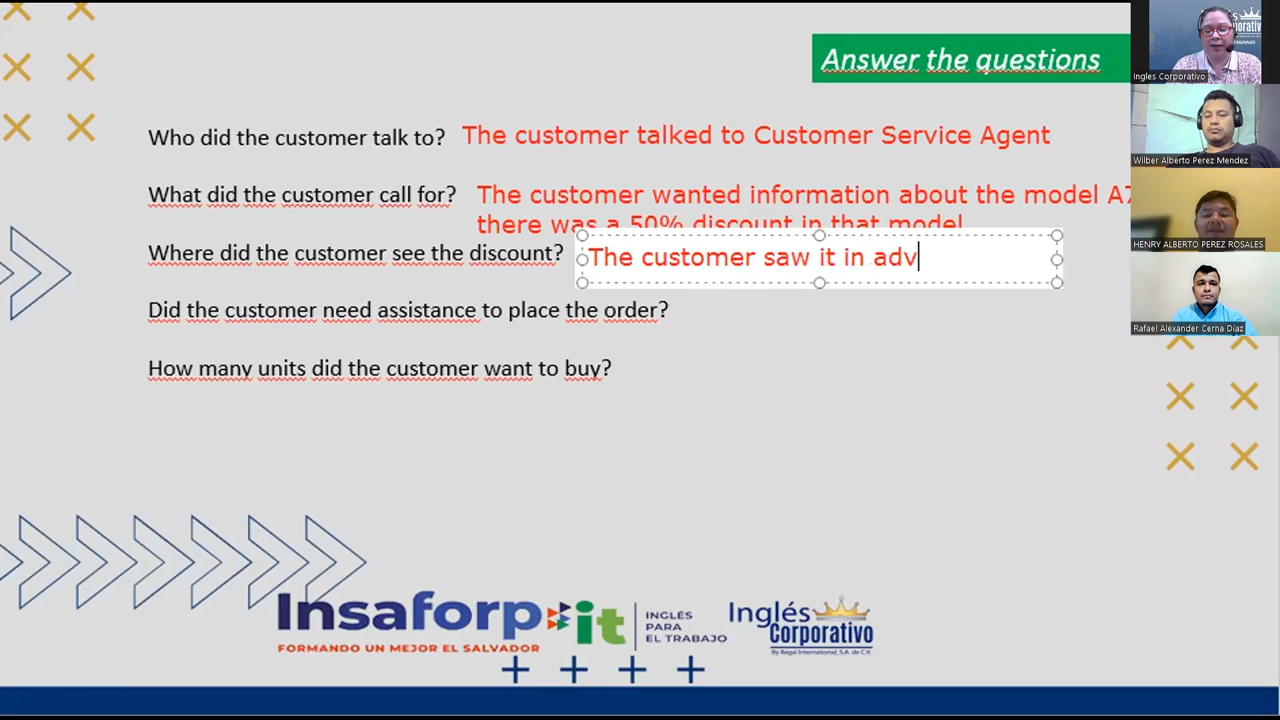 Answer the questions
Who did the customer talk to? The customer talked to Customer Service Agent
What did the customer call for? The customer wanted information about the model
there was a 50% discount in that model
Where did the customer see the discount? The customer saw it in adv
Did the customer need assistance to place the order?
How many units did the customer want to buy?
Ingles Corporativo
Wilber Alberto Perez Mendez
HENRY ALBERTO PEREZ ROSALES
Rafael Alexander Cerna Díaz
Insaforp it
FORMANDO UN MEJOR EL SALVADOR
INGLÉS
PARA
EL TRABAJO
Inglés
Corporativo
By Regal International, S.A. de C.V.